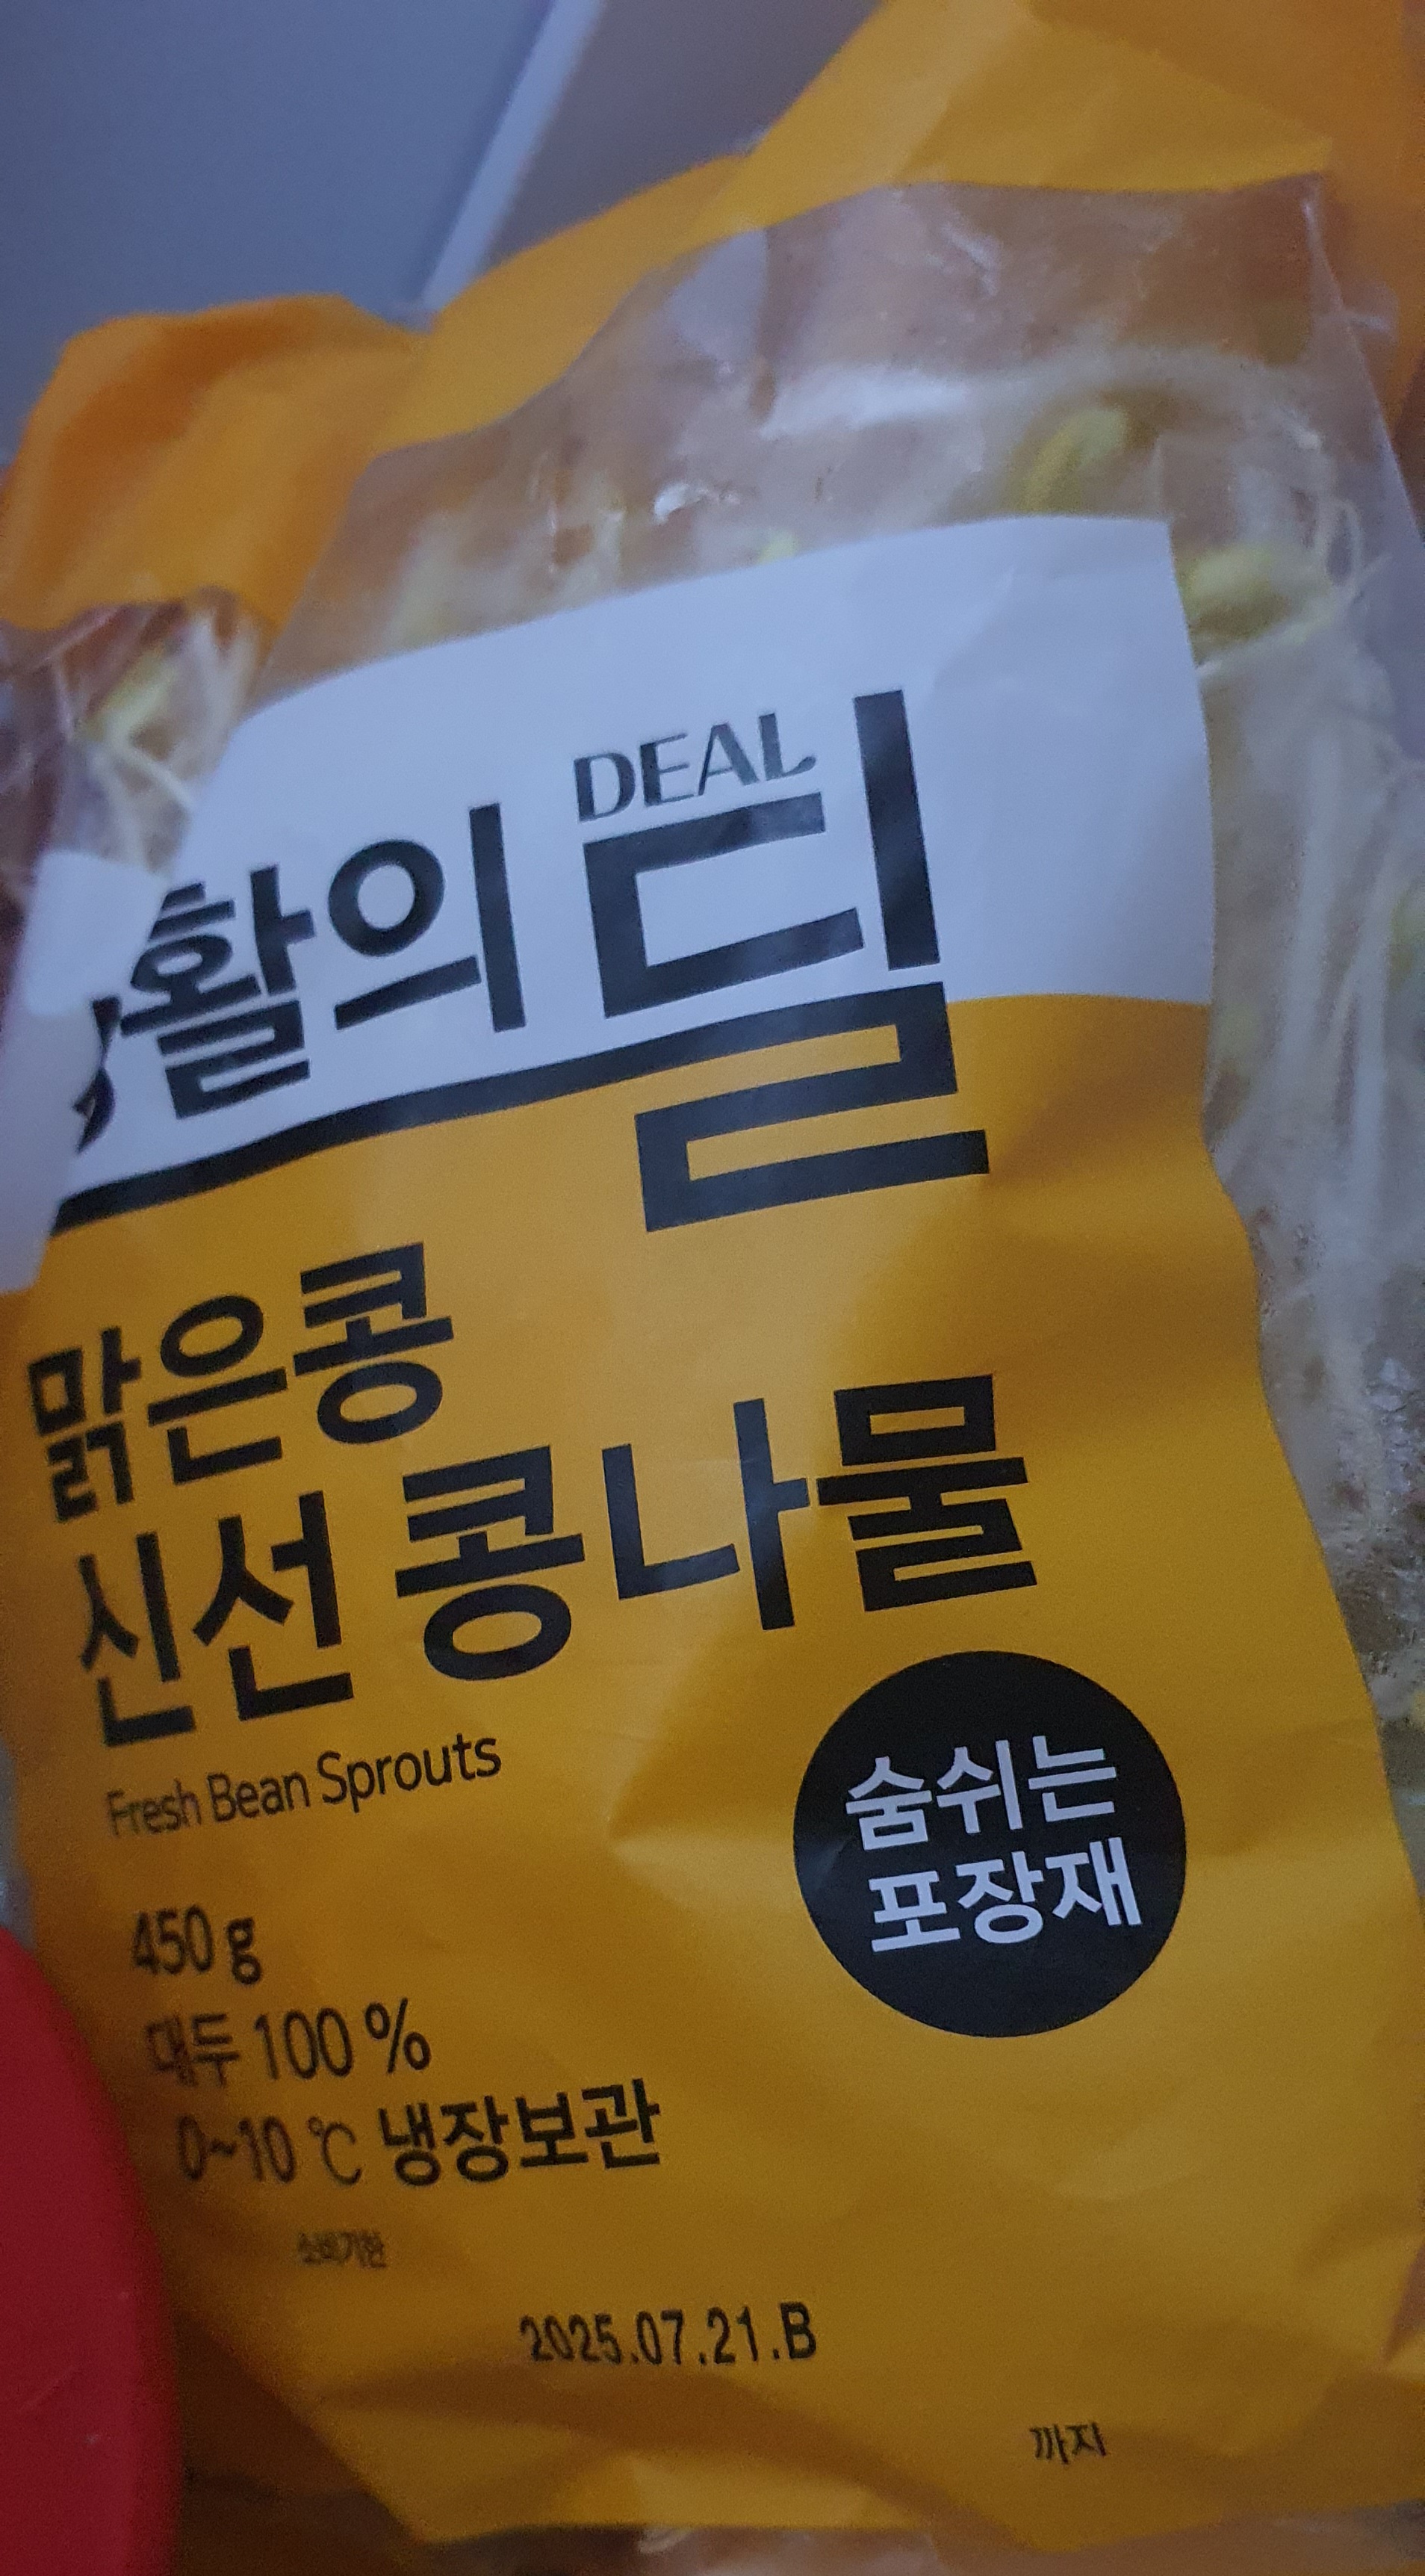 DEAL
활의 딜
맑은콩
신선 콩나물
Fresh Bean Sprouts
숨쉬는
포장재
450 g
대두 100 %
0~10 ℃ 냉장보관
소비기한
2025.07.21.B
까지